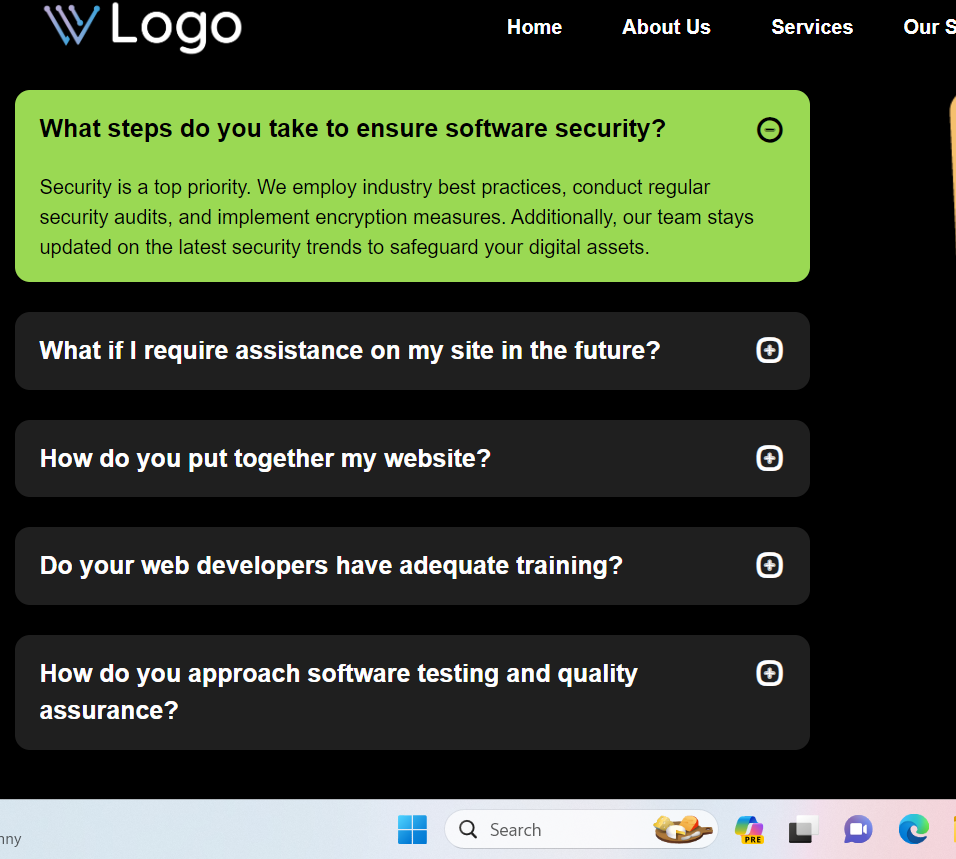 Logo
Home About Us Services Our S
What steps do you take to ensure software security?
Security is a top priority. We employ industry best practices, conduct regular
security audits, and implement encryption measures. Additionally, our team stays
updated on the latest security trends to safeguard your digital assets.
What if I require assistance on my site in the future?
How do you put together my website?
Do your web developers have adequate training?
How do you approach software testing and quality
assurance?
nny
Search
PRE